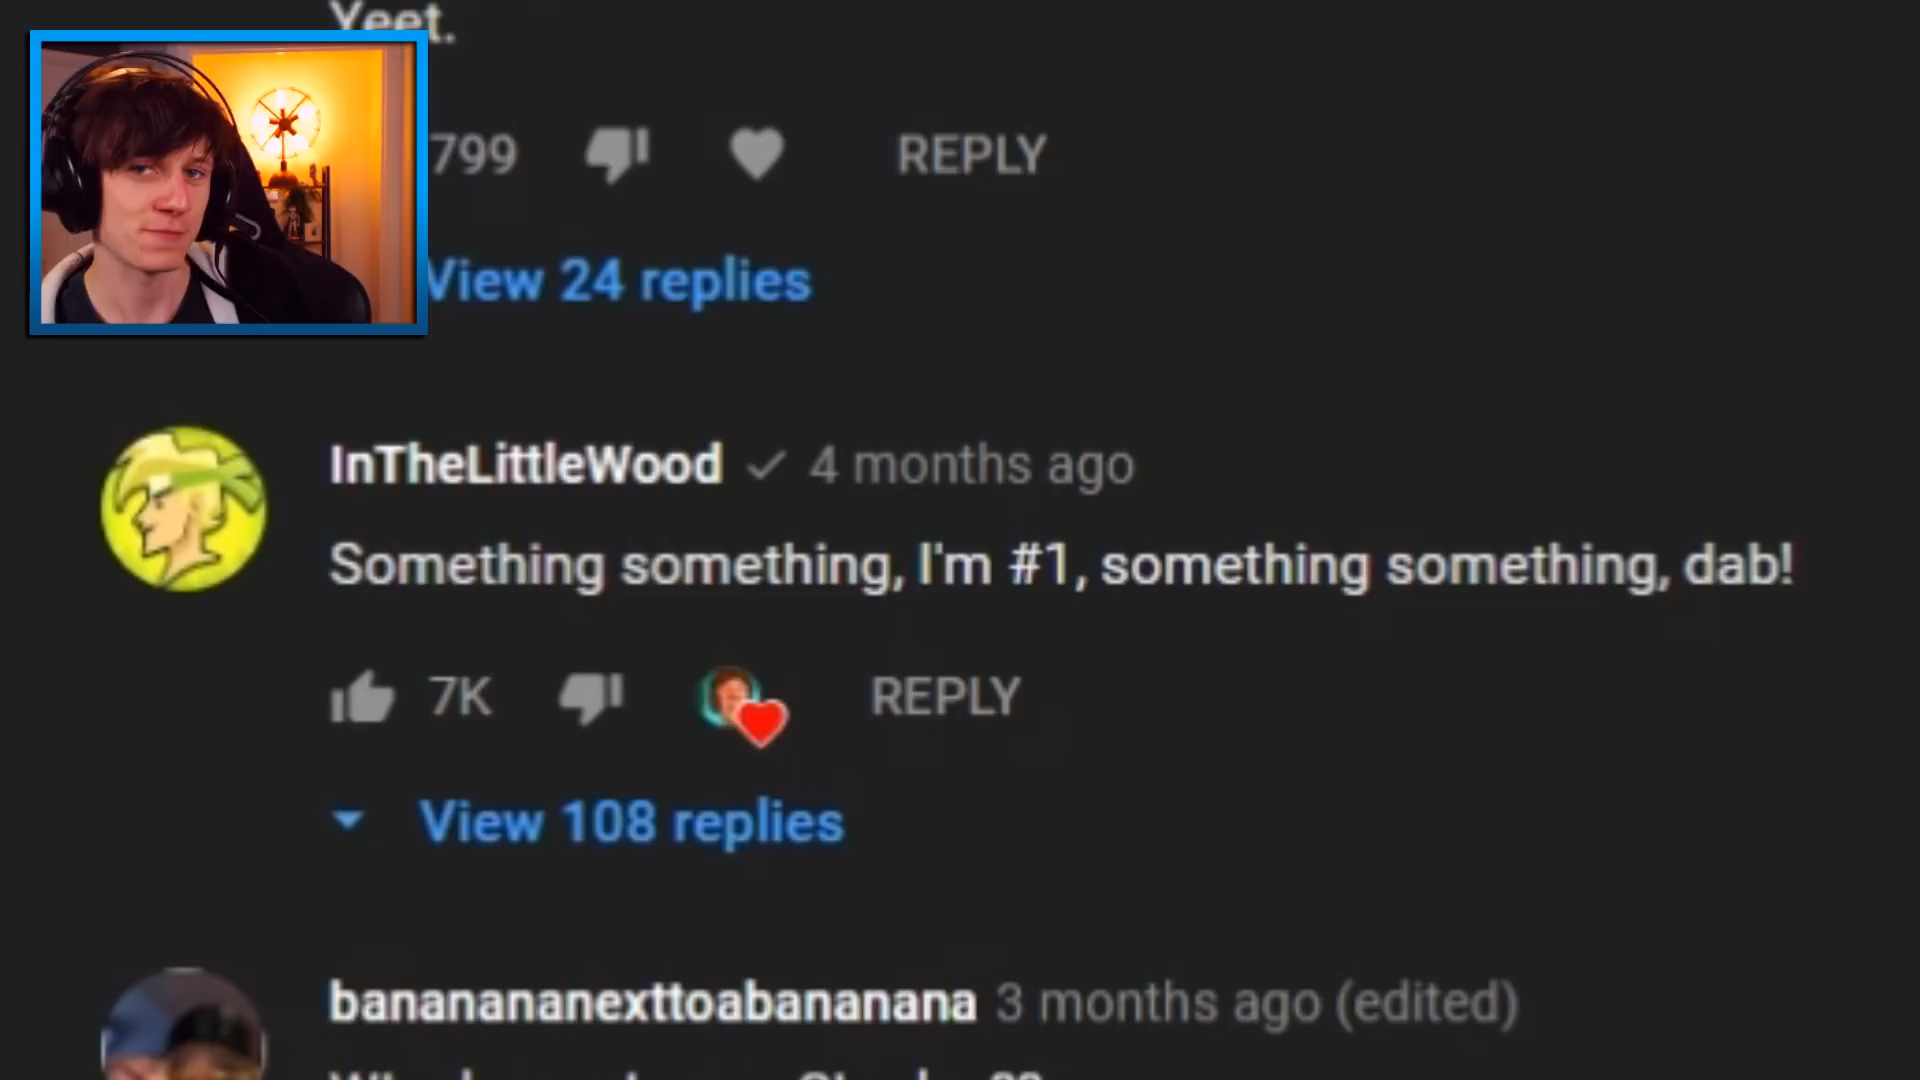 Yeet.
799 REPLY
View 24 replies
InTheLittleWood 4 months ago
Something something, I'm #1, something something, dab!
7K REPLY
View 108 replies
banananananexttoabananana 3 months ago (edited)